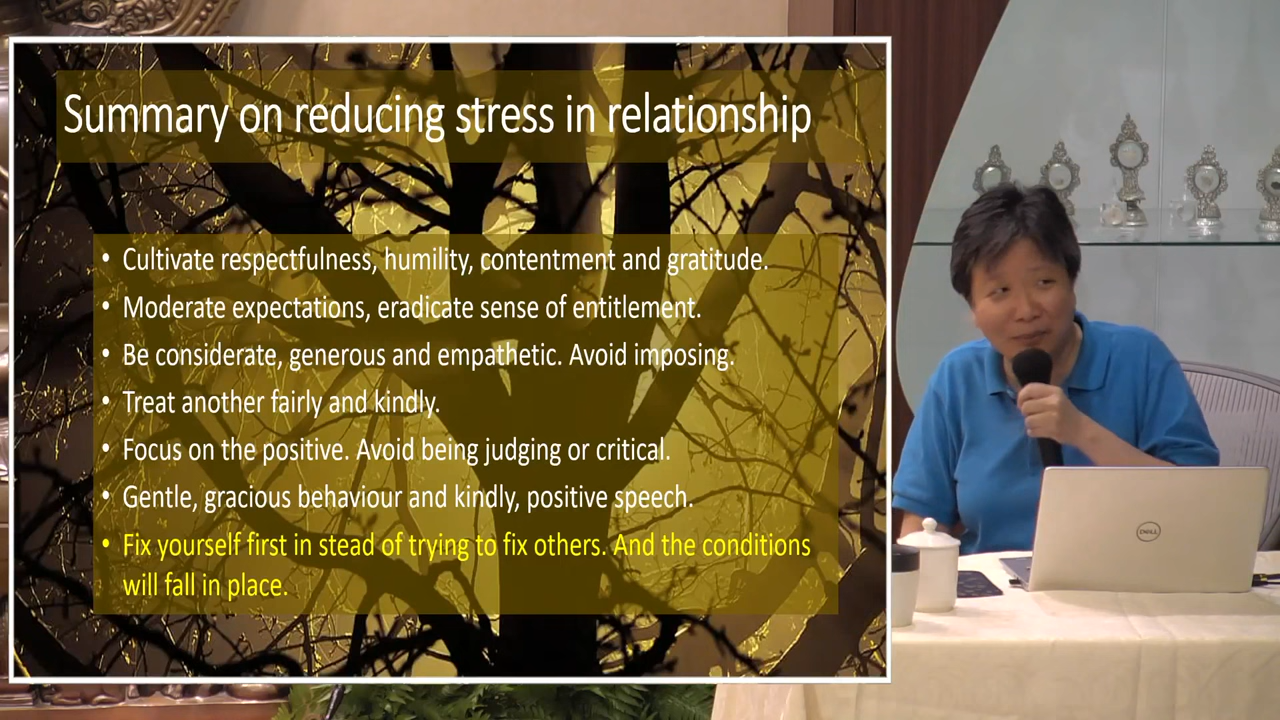 Summary on reducing stress in relationship
• Cultivate respectfulness, humility, contentment and gratitude.
• Moderate expectations, eradicate sense of entitlement.
• Be considerate, generous and empathetic. Avoid imposing.
• Treat another fairly and kindly.
• Focus on the positive. Avoid being judging or critical.
• Gentle, gracious behaviour and kindly, positive speech.
• Fix yourself first in stead of trying to fix others. And the conditions
will fall in place.
DELL